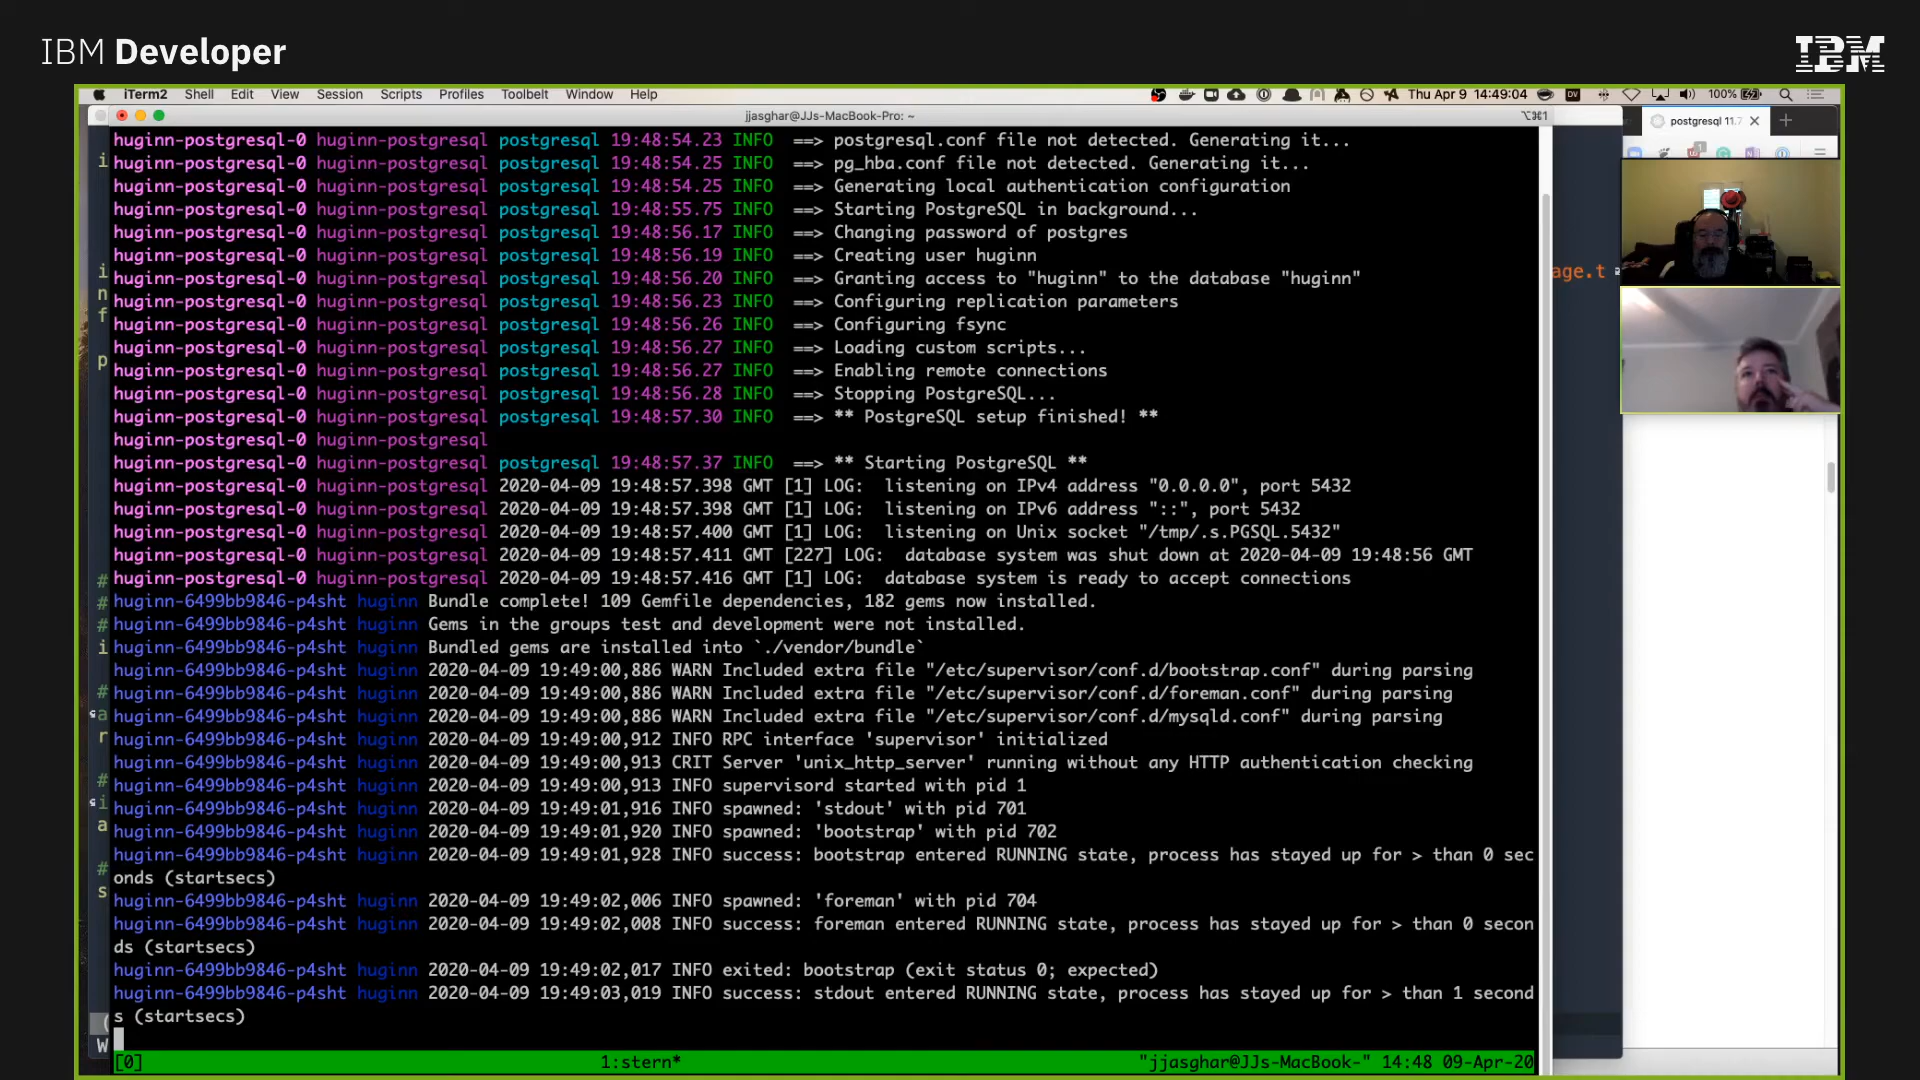 IBM Developer
IBM
iTerm2 Shell Edit View Session Scripts Profiles Toolbelt Window Help
100% Thu Apr 9 14:49:04
jjasghar@JJs-MacBook-Pro: ~
⌥⌘1
postgresql 11.7
huginn-postgresql-0 huginn-postgresql postgresql 19:48:54.23 INFO ==> postgresql.conf file not detected. Generating it...
huginn-postgresql-0 huginn-postgresql postgresql 19:48:54.25 INFO ==> pg_hba.conf file not detected. Generating it...
huginn-postgresql-0 huginn-postgresql postgresql 19:48:54.25 INFO ==> Generating local authentication configuration
huginn-postgresql-0 huginn-postgresql postgresql 19:48:55.75 INFO ==> Starting PostgreSQL in background...
huginn-postgresql-0 huginn-postgresql postgresql 19:48:56.17 INFO ==> Changing password of postgres
huginn-postgresql-0 huginn-postgresql postgresql 19:48:56.19 INFO ==> Creating user huginn
huginn-postgresql-0 huginn-postgresql postgresql 19:48:56.20 INFO ==> Granting access to "huginn" to the database "huginn"
huginn-postgresql-0 huginn-postgresql postgresql 19:48:56.23 INFO ==> Configuring replication parameters
huginn-postgresql-0 huginn-postgresql postgresql 19:48:56.26 INFO ==> Configuring fsync
huginn-postgresql-0 huginn-postgresql postgresql 19:48:56.27 INFO ==> Loading custom scripts...
huginn-postgresql-0 huginn-postgresql postgresql 19:48:56.27 INFO ==> Enabling remote connections
huginn-postgresql-0 huginn-postgresql postgresql 19:48:56.28 INFO ==> Stopping PostgreSQL...
huginn-postgresql-0 huginn-postgresql postgresql 19:48:57.30 INFO ==> ** PostgreSQL setup finished! **
huginn-postgresql-0 huginn-postgresql
huginn-postgresql-0 huginn-postgresql postgresql 19:48:57.37 INFO ==> ** Starting PostgreSQL **
huginn-postgresql-0 huginn-postgresql 2020-04-09 19:48:57.398 GMT [1] LOG: listening on IPv4 address "0.0.0.0", port 5432
huginn-postgresql-0 huginn-postgresql 2020-04-09 19:48:57.398 GMT [1] LOG: listening on IPv6 address "::", port 5432
huginn-postgresql-0 huginn-postgresql 2020-04-09 19:48:57.400 GMT [1] LOG: listening on Unix socket "/tmp/.s.PGSQL.5432"
huginn-postgresql-0 huginn-postgresql 2020-04-09 19:48:57.411 GMT [227] LOG: database system was shut down at 2020-04-09 19:48:56 GMT
huginn-postgresql-0 huginn-postgresql 2020-04-09 19:48:57.416 GMT [1] LOG: database system is ready to accept connections
huginn-6499bb9846-p4sht huginn Bundle complete! 109 Gemfile dependencies, 182 gems now installed.
huginn-6499bb9846-p4sht huginn Gems in the groups test and development were not installed.
huginn-6499bb9846-p4sht huginn Bundled gems are installed into `./vendor/bundle`
huginn-6499bb9846-p4sht huginn 2020-04-09 19:49:00,886 WARN Included extra file "/etc/supervisor/conf.d/bootstrap.conf" during parsing
huginn-6499bb9846-p4sht huginn 2020-04-09 19:49:00,886 WARN Included extra file "/etc/supervisor/conf.d/foreman.conf" during parsing
huginn-6499bb9846-p4sht huginn 2020-04-09 19:49:00,886 WARN Included extra file "/etc/supervisor/conf.d/mysqld.conf" during parsing
huginn-6499bb9846-p4sht huginn 2020-04-09 19:49:00,912 INFO RPC interface 'supervisor' initialized
huginn-6499bb9846-p4sht huginn 2020-04-09 19:49:00,913 CRIT Server 'unix_http_server' running without any HTTP authentication checking
huginn-6499bb9846-p4sht huginn 2020-04-09 19:49:00,913 INFO supervisord started with pid 1
huginn-6499bb9846-p4sht huginn 2020-04-09 19:49:01,916 INFO spawned: 'stdout' with pid 701
huginn-6499bb9846-p4sht huginn 2020-04-09 19:49:01,920 INFO spawned: 'bootstrap' with pid 702
huginn-6499bb9846-p4sht huginn 2020-04-09 19:49:01,928 INFO success: bootstrap entered RUNNING state, process has stayed up for > than 0 sec
onds (startsecs)
huginn-6499bb9846-p4sht huginn 2020-04-09 19:49:02,006 INFO spawned: 'foreman' with pid 704
huginn-6499bb9846-p4sht huginn 2020-04-09 19:49:02,008 INFO success: foreman entered RUNNING state, process has stayed up for > than 0 secon
ds (startsecs)
huginn-6499bb9846-p4sht huginn 2020-04-09 19:49:02,017 INFO exited: bootstrap (exit status 0; expected)
huginn-6499bb9846-p4sht huginn 2020-04-09 19:49:03,019 INFO success: stdout entered RUNNING state, process has stayed up for > than 1 second
s (startsecs)
[0] 1:stern* "jjasghar@JJs-MacBook-" 14:48 09-Apr-20
age.t